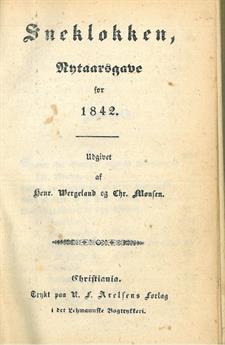 Sneklokken,
Nytaarsgave
for
1842.
Udgivet
af
Henr. Wergeland og Chr. Monsen.
Christiania.
Trykt paa N. F. Axelsens Forlag
i det Lehmannske Bogtrykkeri.